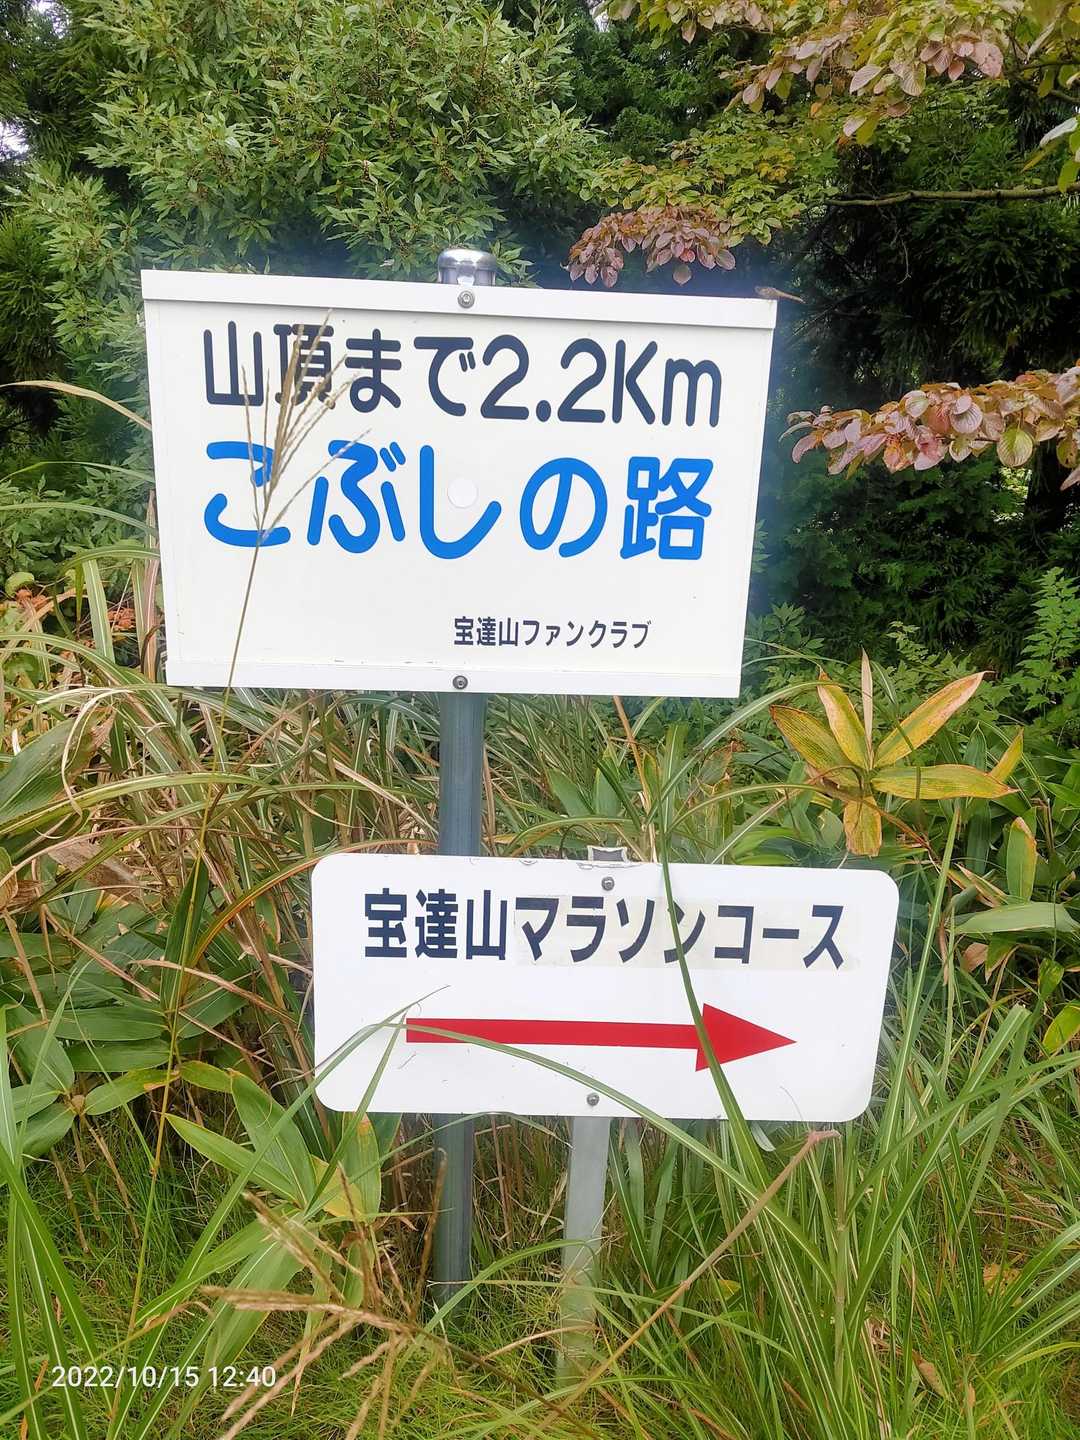 山頂まで2.2Km
こぶしの路
宝達山ファンクラブ
宝達山マラソンコース
2022/10/15 12:40